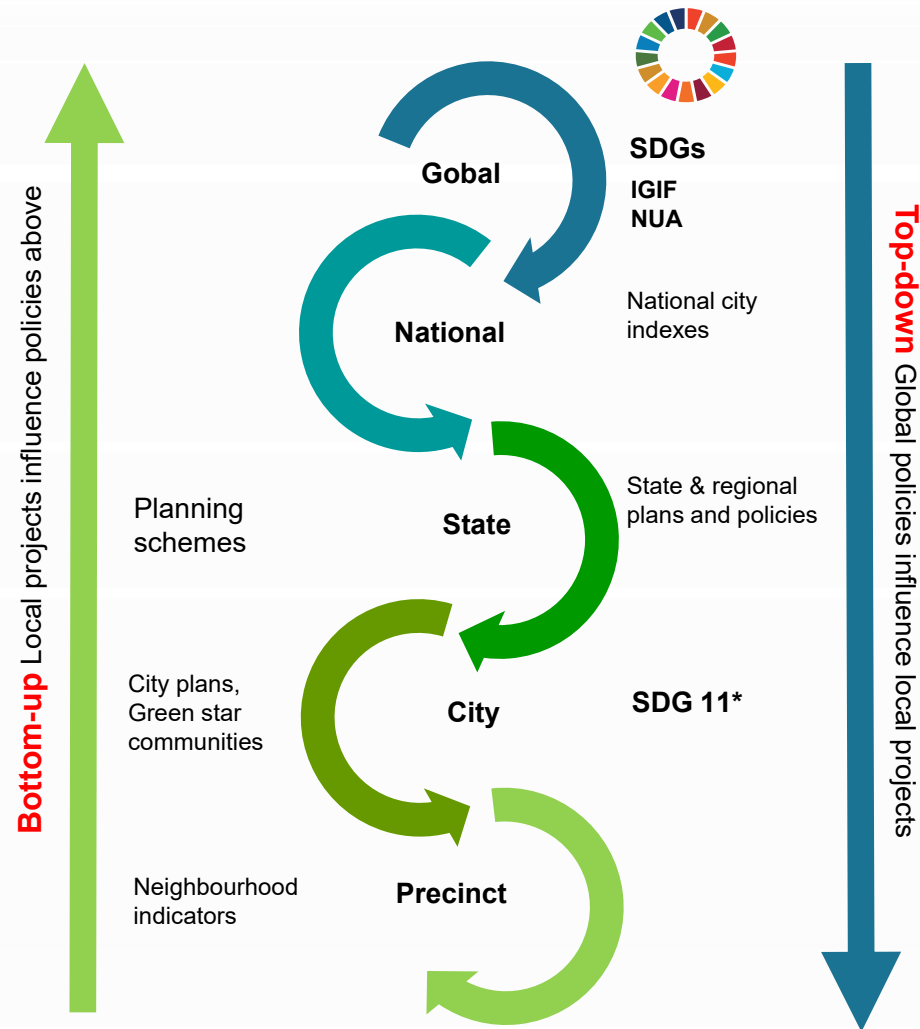 SDGs
Gobal
IGIF
NUA
National city
indexes
National
State & regional
plans and policies
Planning
schemes
State
City plans,
Green star
communities
City
SDG 11*
Neighbourhood
indicators
Precinct
Bottom-up Local projects influence policies above
Top-down Global policies influence local projects